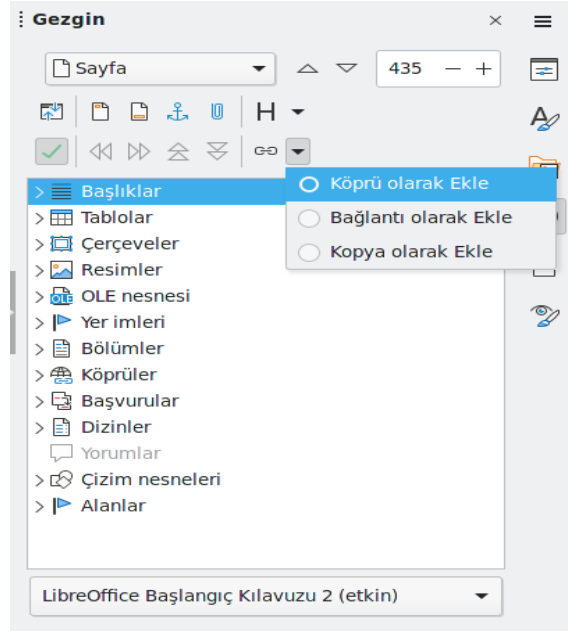 Gezgin
Sayfa
435
H
Köprü olarak Ekle
Bağlantı olarak Ekle
Kopya olarak Ekle
Başlıklar
Tablolar
Çerçeveler
Resimler
OLE nesnesi
Yer imleri
Bölümler
Köprüler
Başvurular
Dizinler
Yorumlar
Çizim nesneleri
Alanlar
LibreOffice Başlangıç Kılavuzu 2 (etkin)